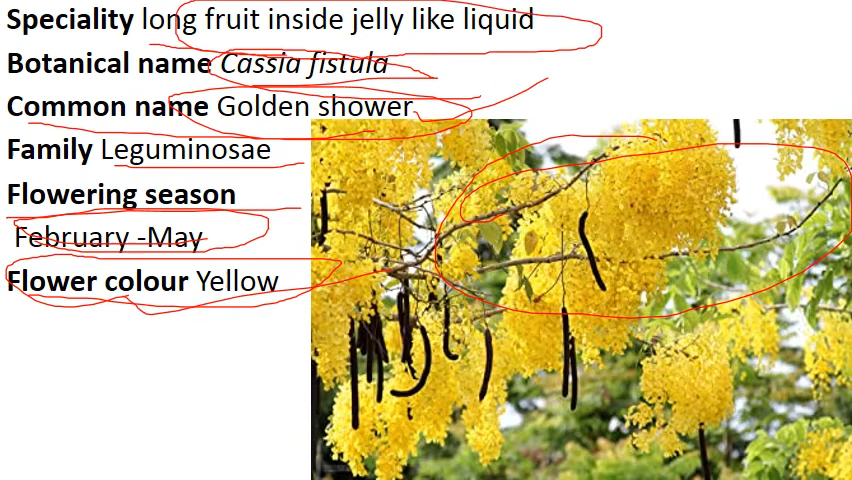 Speciality long fruit inside jelly like liquid
Botanical name Cassia fistula
Common name Golden shower
Family Leguminosae
Flowering season
February -May
Flower colour Yellow